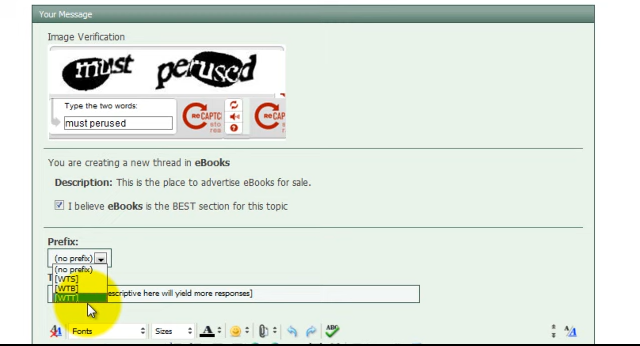 Your Message
Image Verification
must perused
Type the two words:
must perused
You are creating a new thread in eBooks
Description: This is the place to advertise eBooks for sale.
I believe eBooks is the BEST section for this topic
Prefix:
(no prefix)
(no prefix)
[WTS]
[WTB]
[WTT]
escriptive here will yield more responses]
Fonts
Sizes
A
ABC